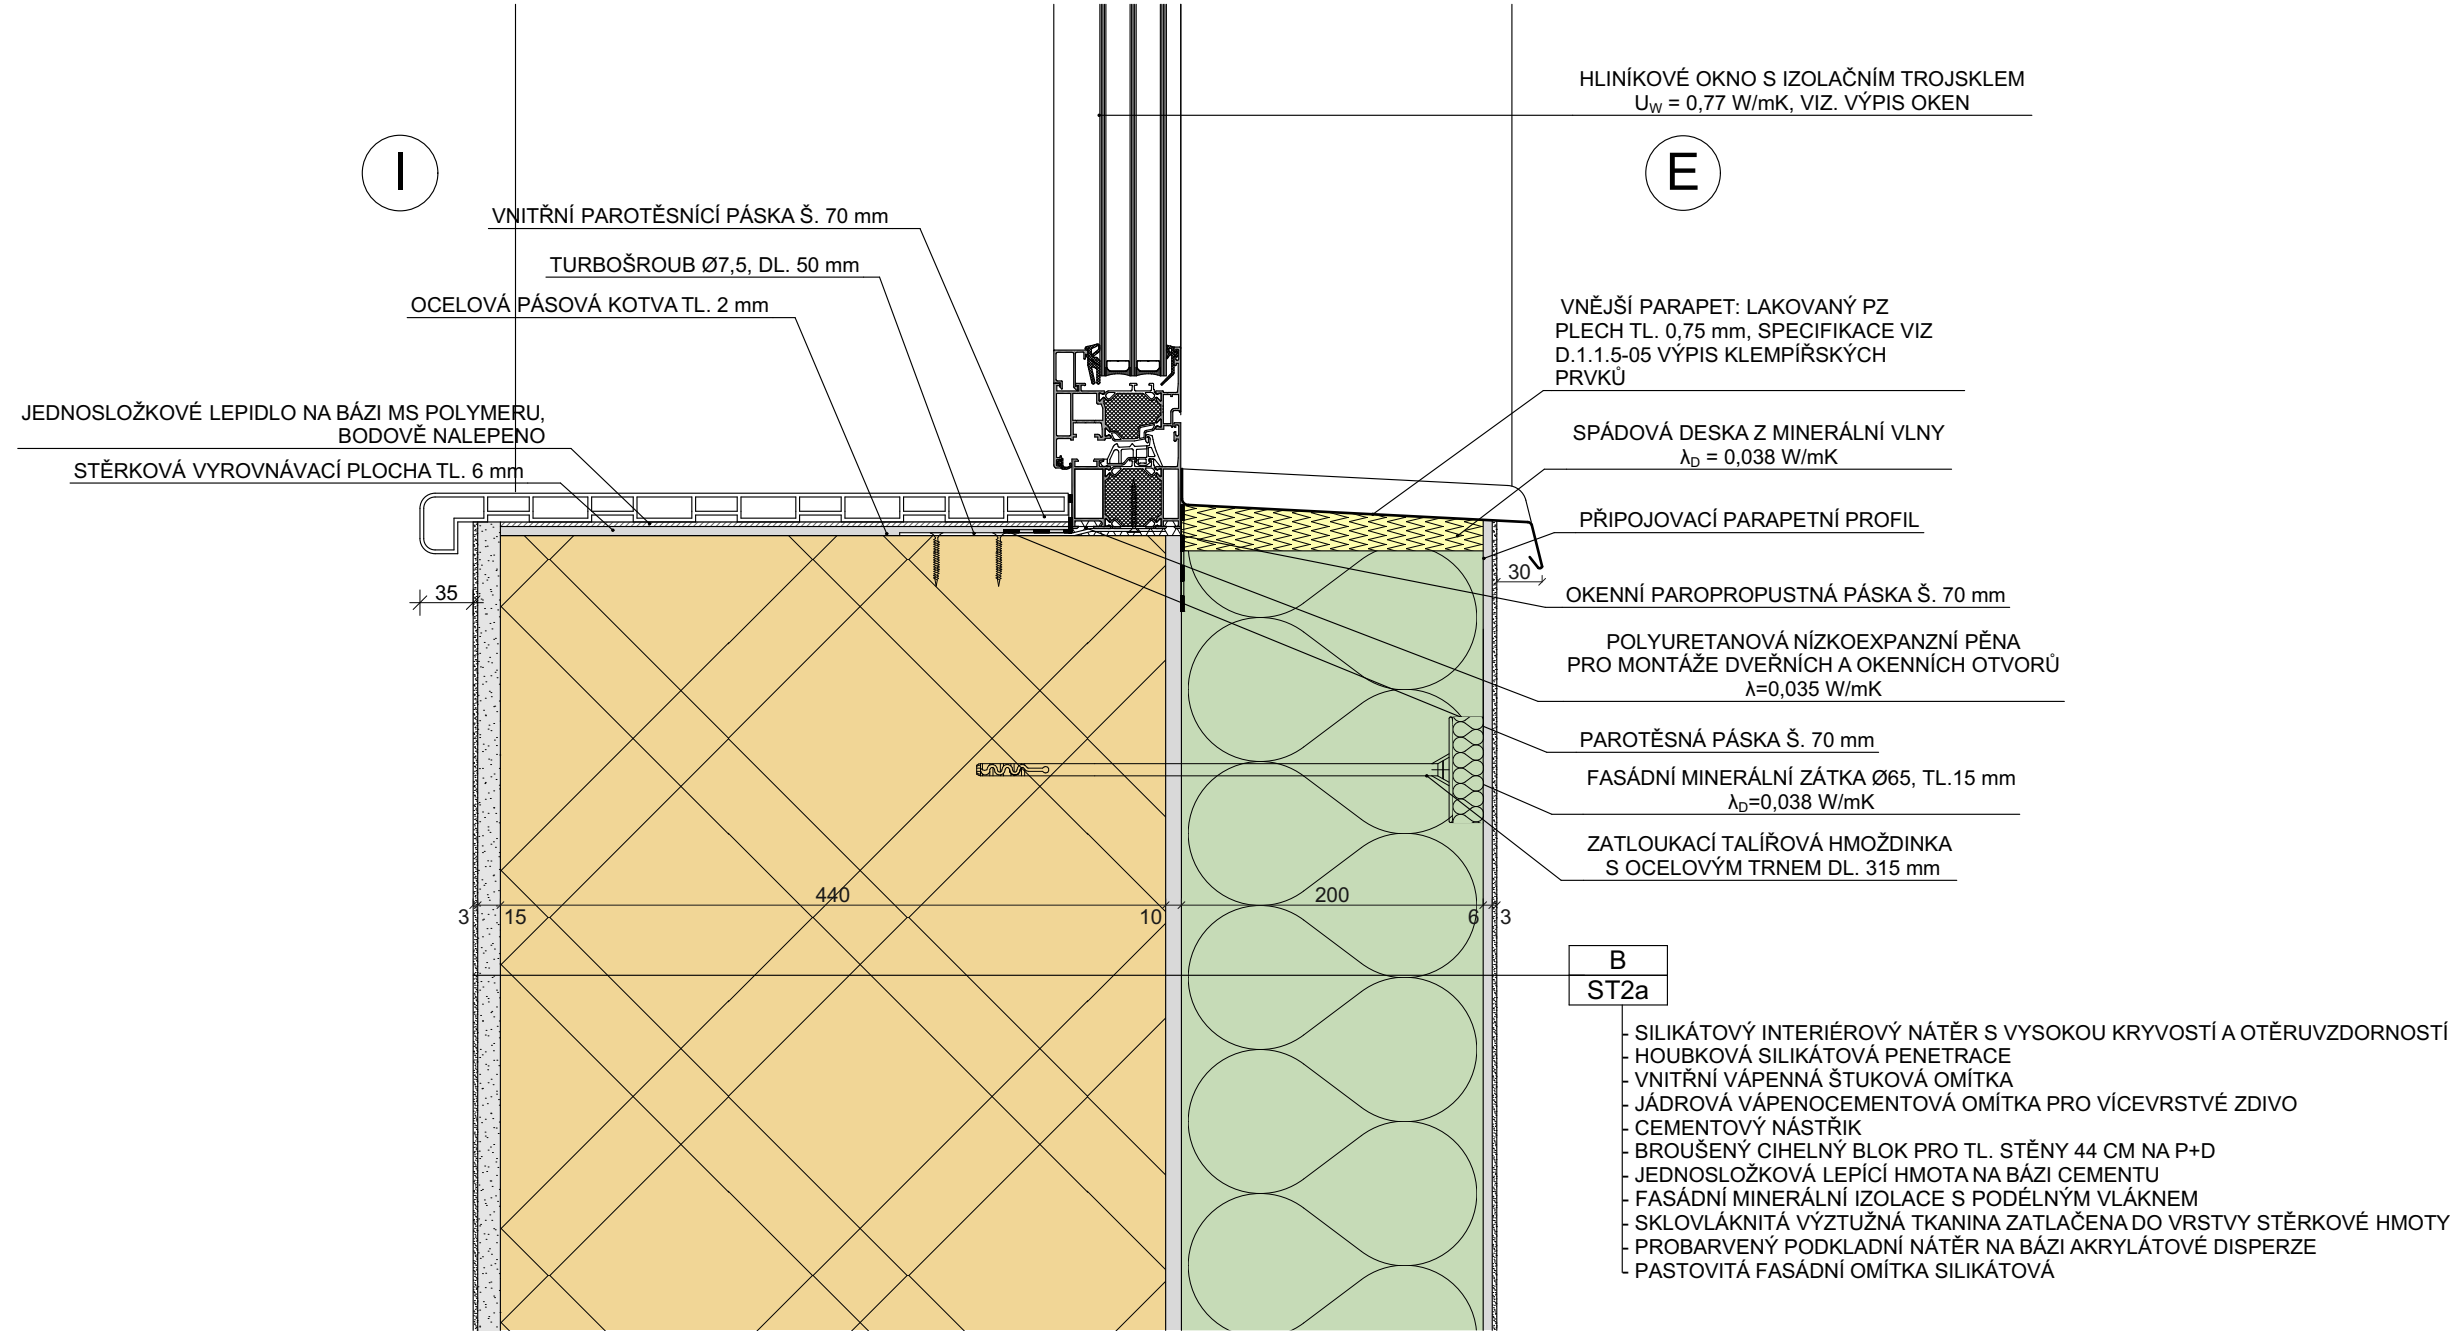 HLINÍKOVÉ OKNO S IZOLAČNÍM TROJSKLEM
UW = 0,77 W/mK, VIZ. VÝPIS OKEN
I
E
VNITŘNÍ PAROTĚSNÍCÍ PÁSKA Š. 70 mm
TURBOŠROUB Ø7,5, DL. 50 mm
OCELOVÁ PÁSOVÁ KOTVA TL. 2 mm
JEDNOSLOŽKOVÉ LEPIDLO NA BÁZI MS POLYMERU,
BODOVĚ NALEPENO
STĚRKOVÁ VYROVNÁVACÍ PLOCHA TL. 6 mm
VNĚJŠÍ PARAPET: LAKOVANÝ PZ
PLECH TL. 0,75 mm, SPECIFIKACE VIZ
D.1.1.5-05 VÝPIS KLEMPÍŘSKÝCH
PRVKŮ
SPÁDOVÁ DESKA Z MINERÁLNÍ VLNY
λD = 0,038 W/mK
PŘIPOJOVACÍ PARAPETNÍ PROFIL
30
35
OKENNÍ PAROPROPUSTNÁ PÁSKA Š. 70 mm
POLYURETANOVÁ NÍZKOEXPANZNÍ PĚNA
PRO MONTÁŽE DVEŘNÍCH A OKENNÍCH OTVORŮ
λ=0,035 W/mK
PAROTĚSNÁ PÁSKA Š. 70 mm
FASÁDNÍ MINERÁLNÍ ZÁTKA Ø65, TL.15 mm
λD=0,038 W/mK
ZATLOUKACÍ TALÍŘOVÁ HMOŽDINKA
S OCELOVÝM TRNEM DL. 315 mm
3 15 440 10 200 6 3
B
ST2a
- SILIKÁTOVÝ INTERIÉROVÝ NÁTĚR S VYSOKOU KRYVOSTÍ A OTĚRUVZDORNOSTÍ
- HOUBKOVÁ SILIKÁTOVÁ PENETRACE
- VNITŘNÍ VÁPENNÁ ŠTUKOVÁ OMÍTKA
- JÁDROVÁ VÁPENOCEMENTOVÁ OMÍTKA PRO VÍCEVRSTVÉ ZDIVO
- CEMENTOVÝ NÁSTŘIK
- BROUŠENÝ CIHELNÝ BLOK PRO TL. STĚNY 44 CM NA P+D
- JEDNOSLOŽKOVÁ LEPÍCÍ HMOTA NA BÁZI CEMENTU
- FASÁDNÍ MINERÁLNÍ IZOLACE S PODÉLNÝM VLÁKNEM
- SKLOVLÁKNITÁ VÝZTUŽNÁ TKANINA ZATLAČENA DO VRSTVY STĚRKOVÉ HMOTY
- PROBARVENÝ PODKLADNÍ NÁTĚR NA BÁZI AKRYLÁTOVÉ DISPERZE
- PASTOVITÁ FASÁDNÍ OMÍTKA SILIKÁTOVÁ